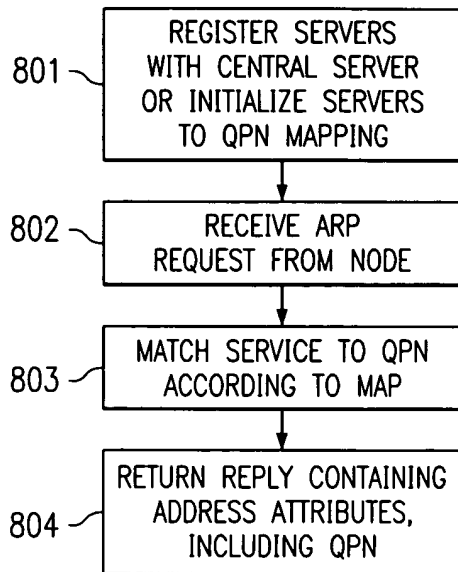 801
REGISTER SERVERS
WITH CENTRAL SERVER
OR INITIALIZE SERVERS
TO QPN MAPPING
802
RECEIVE ARP
REQUEST FROM NODE
803
MATCH SERVICE TO QPN
ACCORDING TO MAP
804
RETURN REPLY CONTAINING
ADDRESS ATTRIBUTES,
INCLUDING QPN